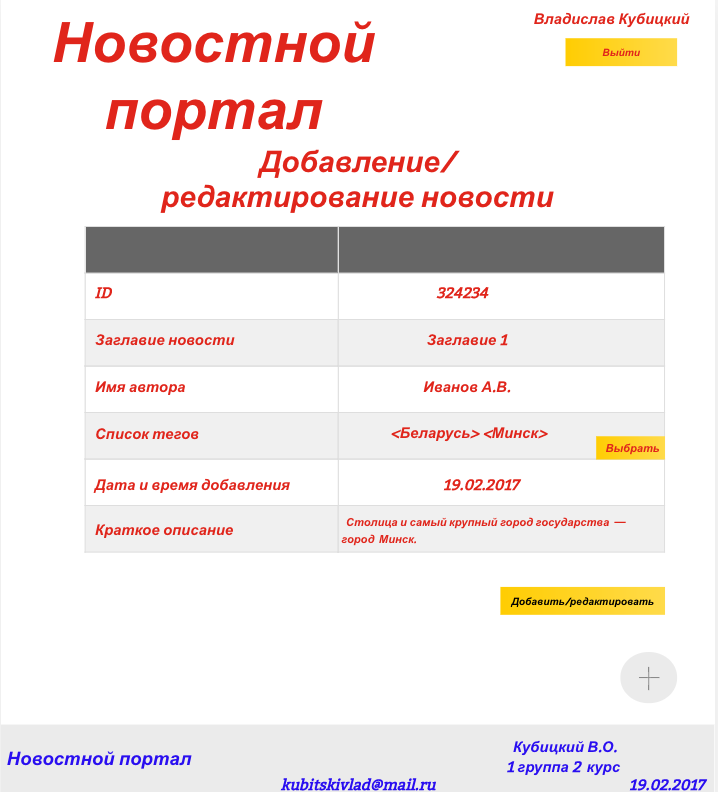 Новостной
портал
Владислав Кубицкий
Выйти
Добавление/
редактирование новости
ID 324234
Заглавие новости Заглавие 1
Имя автора Иванов А.В.
Список тегов <Беларусь> <Минск>
Выбрать
Дата и время добавления 19.02.2017
Краткое описание
Столица и самый крупный город государства —
город Минск.
Добавить/редактировать
Новостной портал
kubitskivlad@mail.ru
Кубицкий В.О.
1 группа 2 курс
19.02.2017